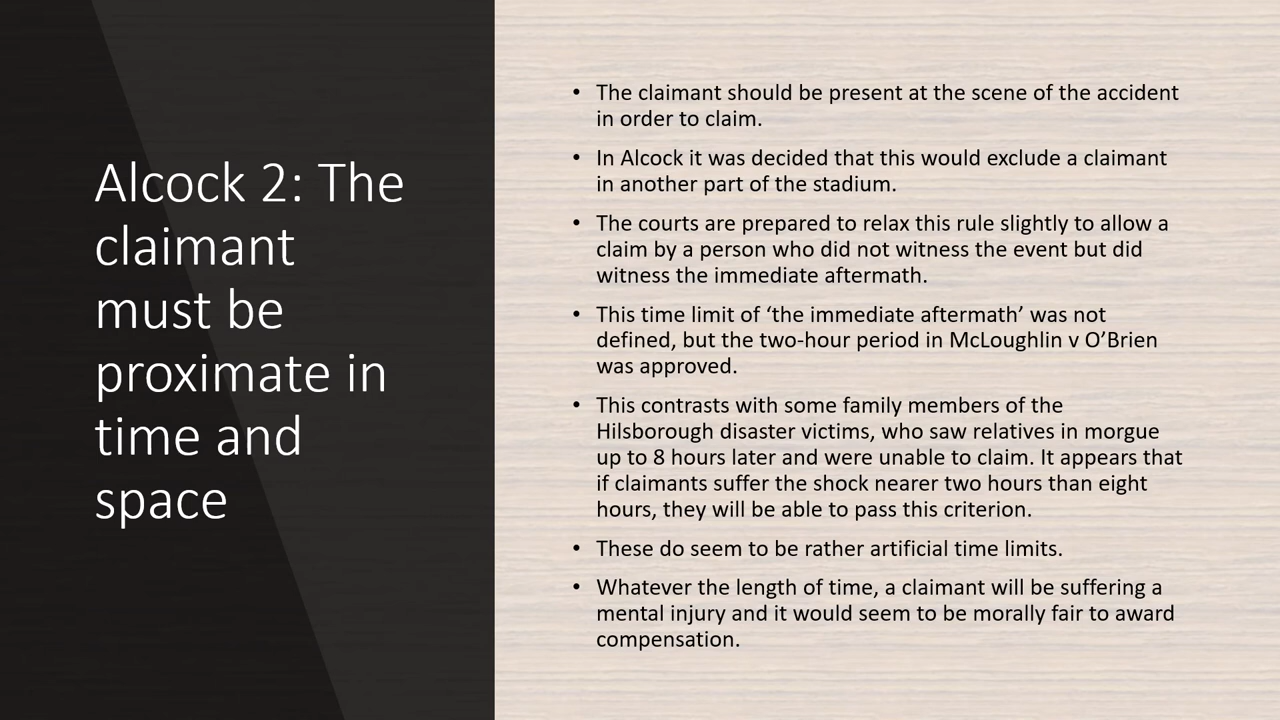 Alcock 2: The
claimant
must be
proximate in
time and
space
• The claimant should be present at the scene of the accident
in order to claim.
• In Alcock it was decided that this would exclude a claimant
in another part of the stadium.
• The courts are prepared to relax this rule slightly to allow a
claim by a person who did not witness the event but did
witness the immediate aftermath.
• This time limit of ‘the immediate aftermath’ was not
defined, but the two-hour period in McLoughlin v O’Brien
was approved.
• This contrasts with some family members of the
Hilsborough disaster victims, who saw relatives in morgue
up to 8 hours later and were unable to claim. It appears that
if claimants suffer the shock nearer two hours than eight
hours, they will be able to pass this criterion.
• These do seem to be rather artificial time limits.
• Whatever the length of time, a claimant will be suffering a
mental injury and it would seem to be morally fair to award
compensation.